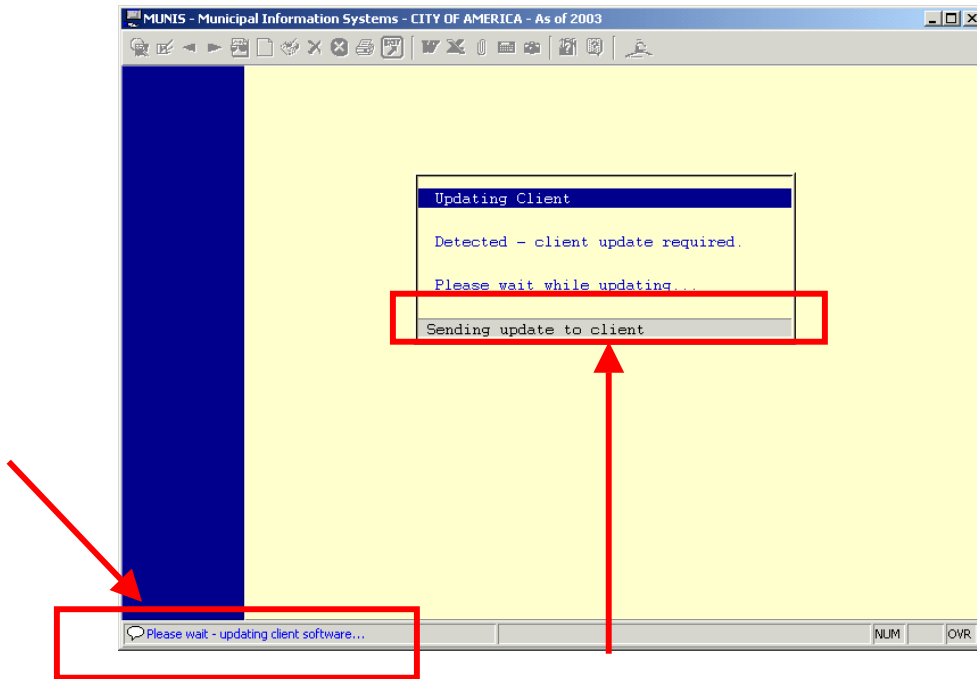 MUNIS - Municipal Information Systems - CITY OF AMERICA - As of 2003
Updating Client
Detected - client update required.
Please wait while updating...
Sending update to client
Please wait - updating client software...
NUM
OVR